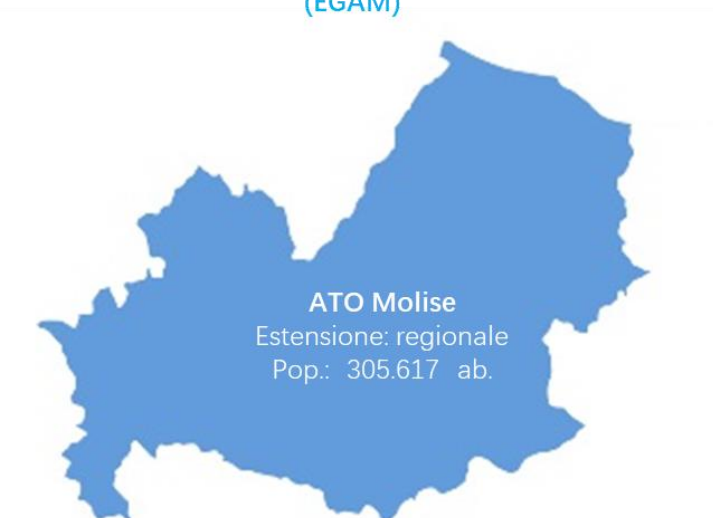 (EGAM)
ATO Molise
Estensione: regionale
Pop.: 305.617 ab.